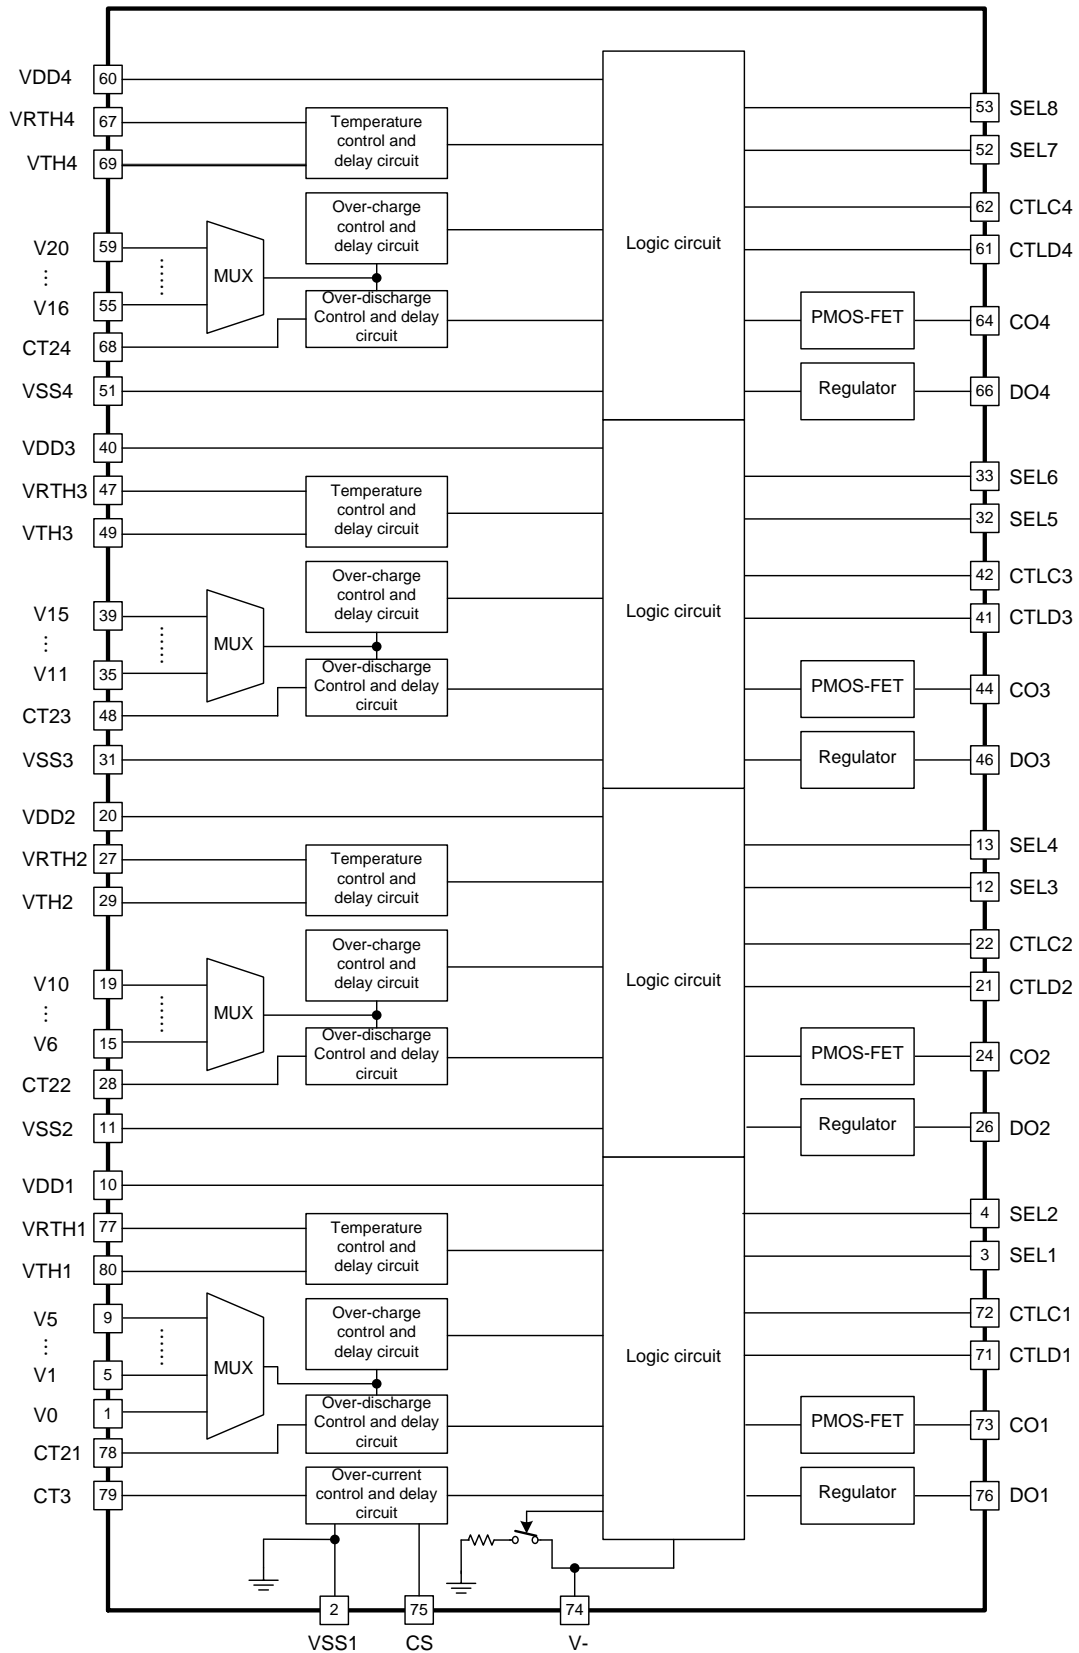 VDD4 60
VRTH4 67
VTH4 69
Temperature
control and
delay circuit
Over-charge
control and
delay circuit
V20 59
V16 55
MUX
Over-discharge
Control and delay
circuit
CT24 68
VSS4 51
Logic circuit
53 SEL8
52 SEL7
62 CTLC4
61 CTLD4
PMOS-FET 64 CO4
Regulator 66 DO4
VDD3 40
VRTH3 47
VTH3 49
Temperature
control and
delay circuit
Over-charge
control and
delay circuit
V15 39
V11 35
MUX
Over-discharge
Control and delay
circuit
CT23 48
VSS3 31
Logic circuit
33 SEL6
32 SEL5
42 CTLC3
41 CTLD3
PMOS-FET 44 CO3
Regulator 46 DO3
VDD2 20
VRTH2 27
VTH2 29
Temperature
control and
delay circuit
Over-charge
control and
delay circuit
V10 19
V6 15
MUX
Over-discharge
Control and delay
circuit
CT22 28
VSS2 11
Logic circuit
13 SEL4
12 SEL3
22 CTLC2
21 CTLD2
PMOS-FET 24 CO2
Regulator 26 DO2
VDD1 10
VRTH1 77
VTH1 80
Temperature
control and
delay circuit
Over-charge
control and
delay circuit
V5 9
V1 5
V0 1
MUX
Over-discharge
Control and delay
circuit
CT21 78
CT3 79
Over-current
control and delay
circuit
Logic circuit
4 SEL2
3 SEL1
72 CTLC1
71 CTLD1
PMOS-FET 73 CO1
Regulator 76 DO1
2 75 74
VSS1 CS V-